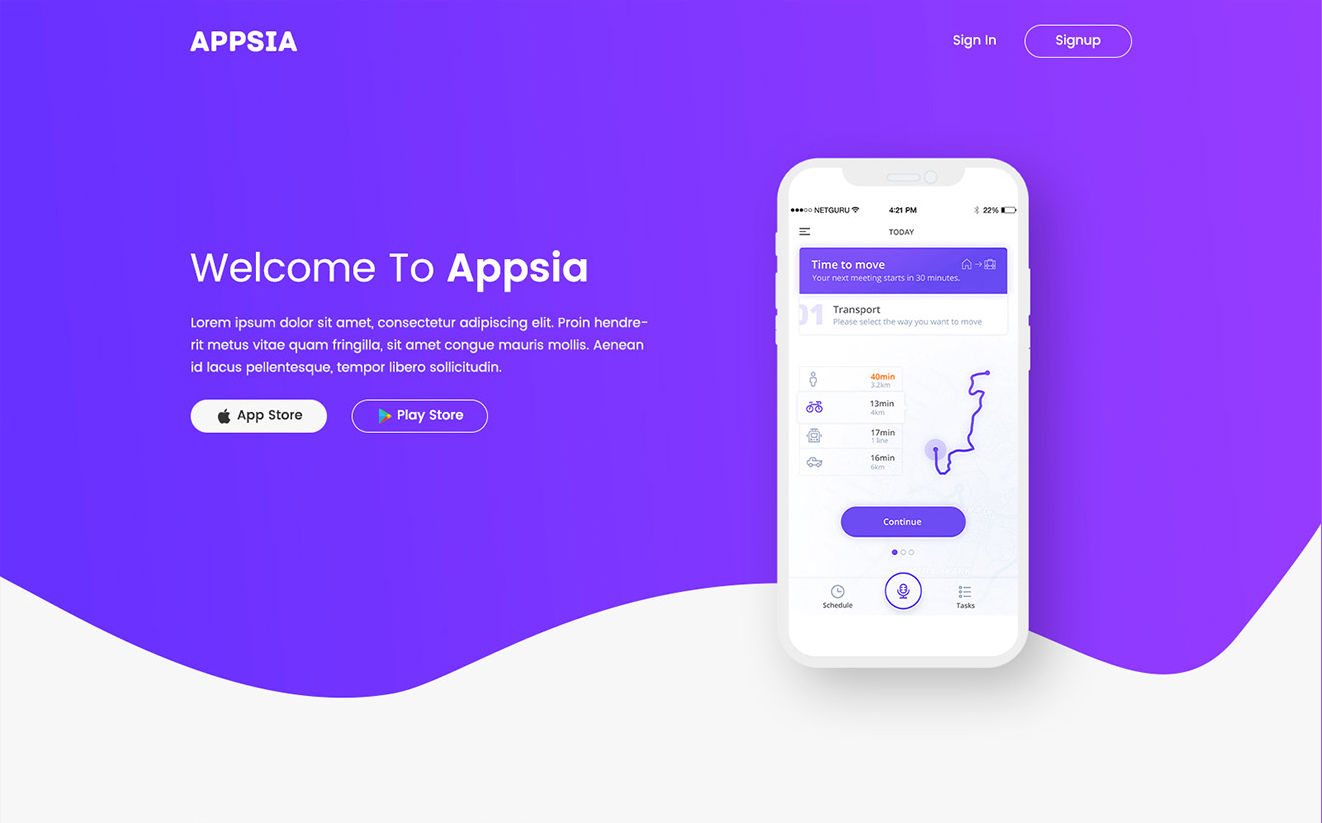 APPSIA
Sign In
Signup
Welcome To Appsia
Lorem ipsum dolor sit amet, consectetur adipiscing elit. Proin hendre-
rit metus vitae quam fringilla, sit amet congue mauris mollis. Aenean
id lacus pellentesque, tempor libero sollicitudin.
App Store
Play Store
NETGURU
4:21 PM
22%
TODAY
Time to move
Your next meeting starts in 30 minutes.
01
Transport
Please select the way you want to move
40min
3.2km
13min
4km
17min
1 line
16min
6km
Continue
Schedule
Tasks